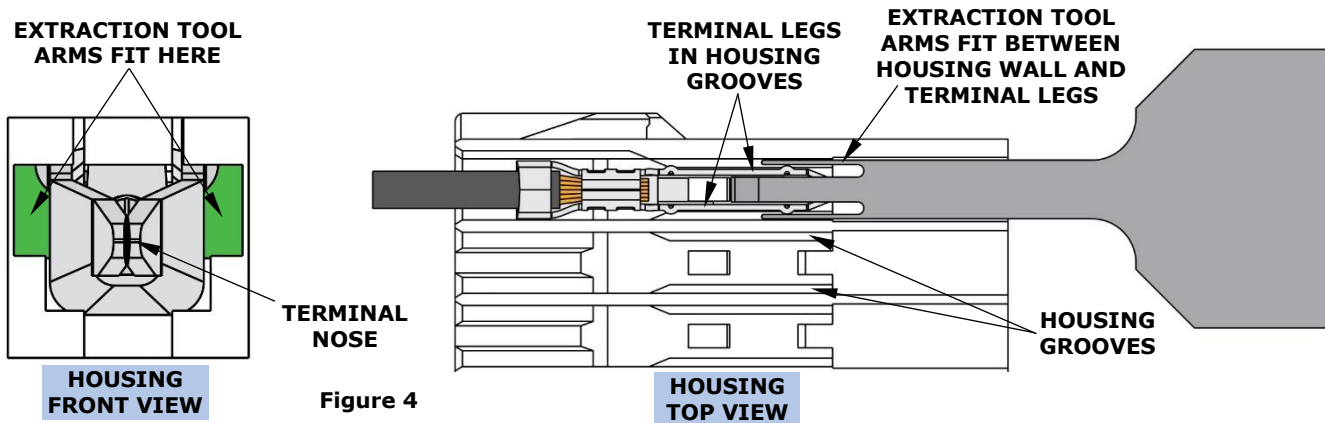 EXTRACTION TOOL
ARMS FIT HERE
TERMINAL LEGS
IN HOUSING
GROOVES
EXTRACTION TOOL
ARMS FIT BETWEEN
HOUSING WALL AND
TERMINAL LEGS
TERMINAL
NOSE
HOUSING
GROOVES
HOUSING
FRONT VIEW
Figure 4
HOUSING
TOP VIEW